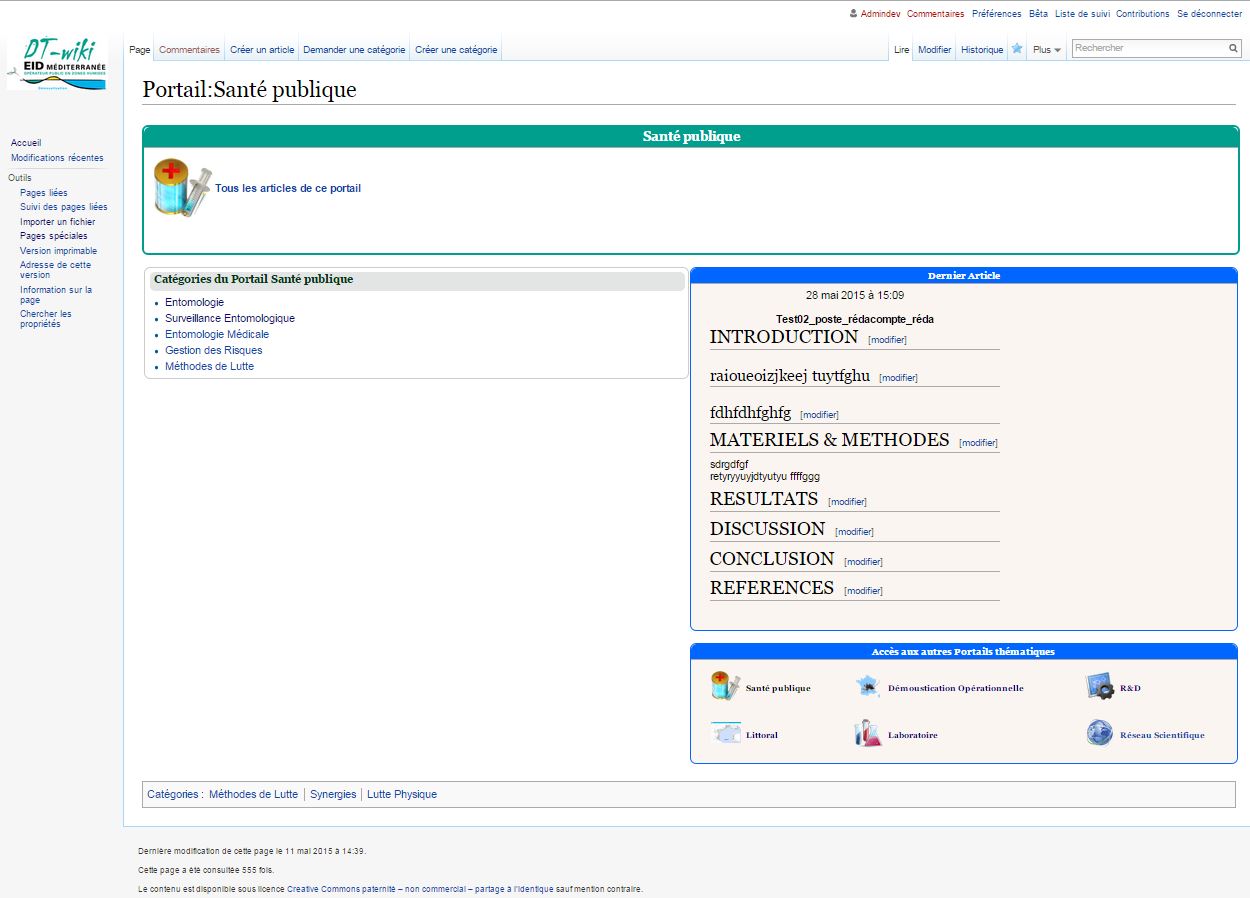 Admindev Commentaires Préférences Bêta Liste de suivi Contributions Se déconnecter
DT-wiki
EID MÉDITERRANÉE
OPÉRATEUR PUBLIC EN ZONES HUMIDES
Démoustication
Page Commentaires Créer un article Demander une catégorie Créer une catégorie Lire Modifier Historique Plus Rechercher
Portail:Santé publique
Accueil
Modifications récentes
Outils
Pages liées
Suivi des pages liées
Importer un fichier
Pages spéciales
Version imprimable
Adresse de cette
version
Information sur la
page
Chercher les
propriétés
Santé publique
Tous les articles de ce portail
Catégories du Portail Santé publique
Entomologie
Surveillance Entomologique
Entomologie Médicale
Gestion des Risques
Méthodes de Lutte
Dernier Article
28 mai 2015 à 15:09
Test02_poste_rédacompte_réda
INTRODUCTION [modifier]
raioueoizjkeej tuytfghu [modifier]
fdhfdhfghfg [modifier]
MATERIELS & METHODES [modifier]
sdrgdfgf
retyryyuyjdtyutyu ffffggg
RESULTATS [modifier]
DISCUSSION [modifier]
CONCLUSION [modifier]
REFERENCES [modifier]
Accès aux autres Portails thématiques
Santé publique Démoustication Opérationnelle R&D
Littoral Laboratoire Réseau Scientifique
Catégories : Méthodes de Lutte | Synergies | Lutte Physique
Dernière modification de cette page le 11 mai 2015 à 14:39.
Cette page a été consultée 555 fois.
Le contenu est disponible sous licence Creative Commons paternité – non commercial – partage à l'identique sauf mention contraire.